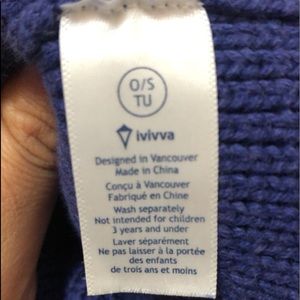 O/S
TU
ivivva
Designed in Vancouver
Made in China
Conçu à Vancouver
Fabriqué en Chine
Wash separately
Not intended for children
3 years and under
Laver séparément
Ne pas laisser à la portée
des enfants
de trois ans et moins